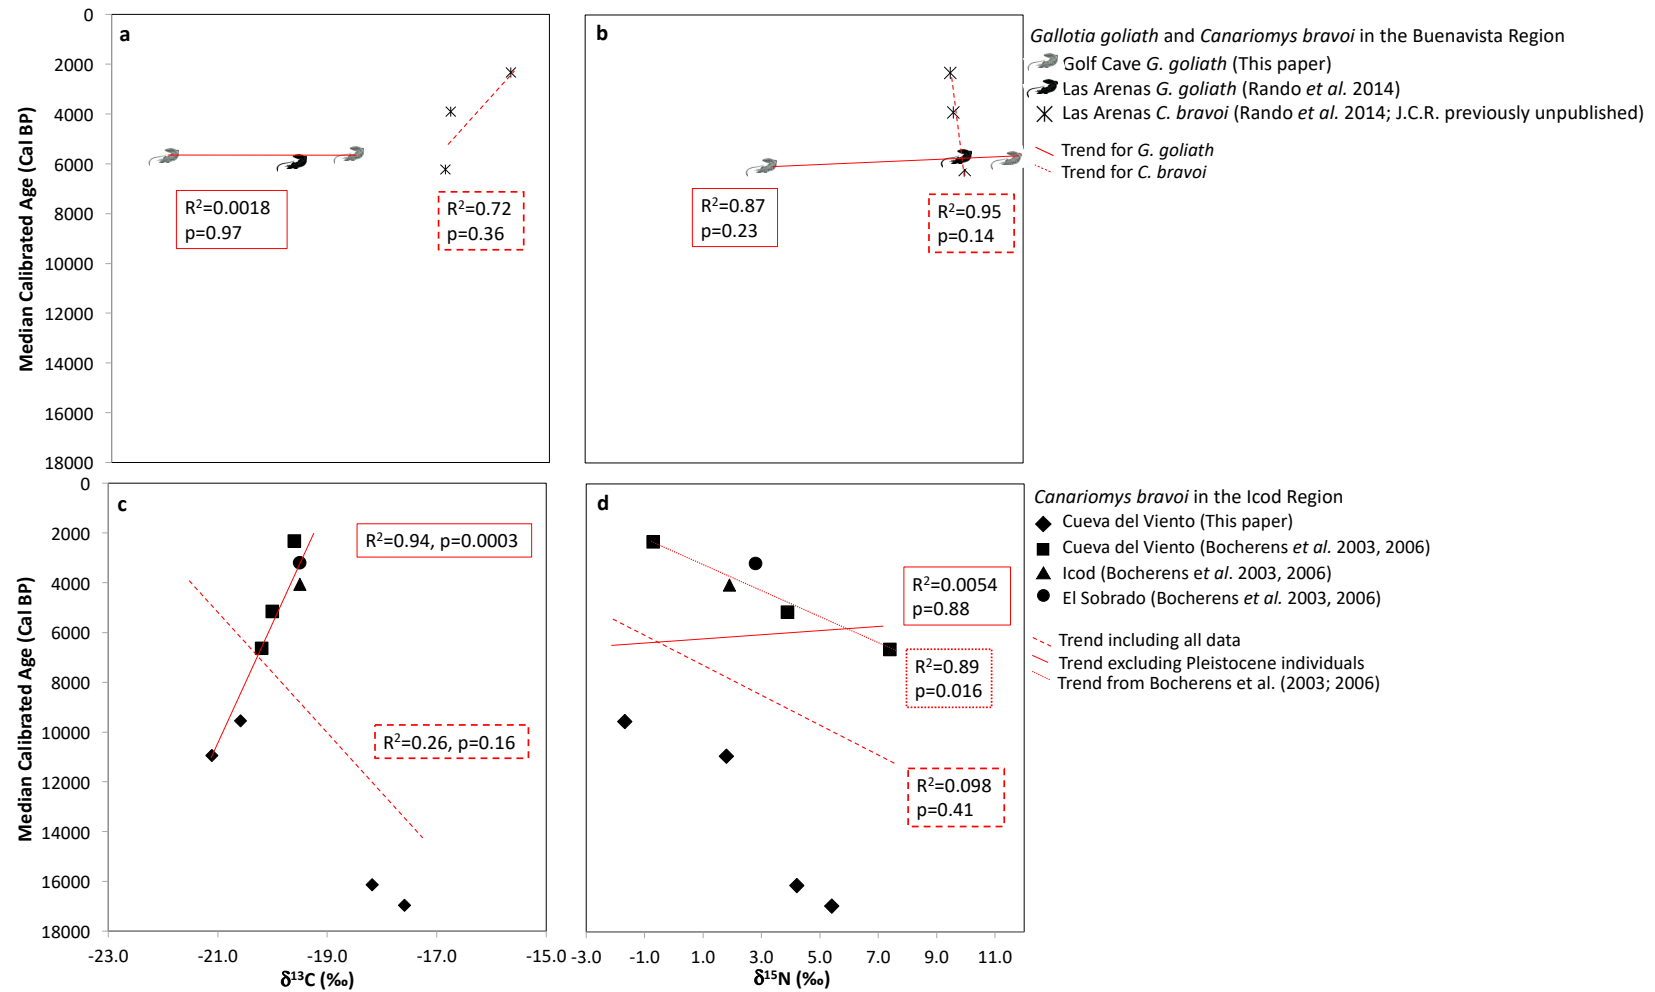 a
b
0
2000
4000
6000
8000
10000
12000
14000
16000
18000
Median Calibrated Age (Cal BP)
R²=0.0018
p=0.97
R²=0.72
p=0.36
R²=0.87
p=0.23
R²=0.95
p=0.14
Gallotia goliath and Canariomys bravoi in the Buenavista Region
Golf Cave G. goliath (This paper)
Las Arenas G. goliath (Rando et al. 2014)
Las Arenas C. bravoi (Rando et al. 2014; J.C.R. previously unpublished)
Trend for G. goliath
Trend for C. bravoi
c
d
0
2000
4000
6000
8000
10000
12000
14000
16000
18000
Median Calibrated Age (Cal BP)
R²=0.94, p=0.0003
R²=0.26, p=0.16
R²=0.0054
p=0.88
R²=0.89
p=0.016
R²=0.098
p=0.41
-23.0 -21.0 -19.0 -17.0 -15.0
δ¹³C (‰)
-3.0 -1.0 1.0 3.0 5.0 7.0 9.0 11.0
δ¹⁵N (‰)
Canariomys bravoi in the Icod Region
Cueva del Viento (This paper)
Cueva del Viento (Bocherens et al. 2003, 2006)
Icod (Bocherens et al. 2003, 2006)
El Sobrado (Bocherens et al. 2003, 2006)
Trend including all data
Trend excluding Pleistocene individuals
Trend from Bocherens et al. (2003; 2006)